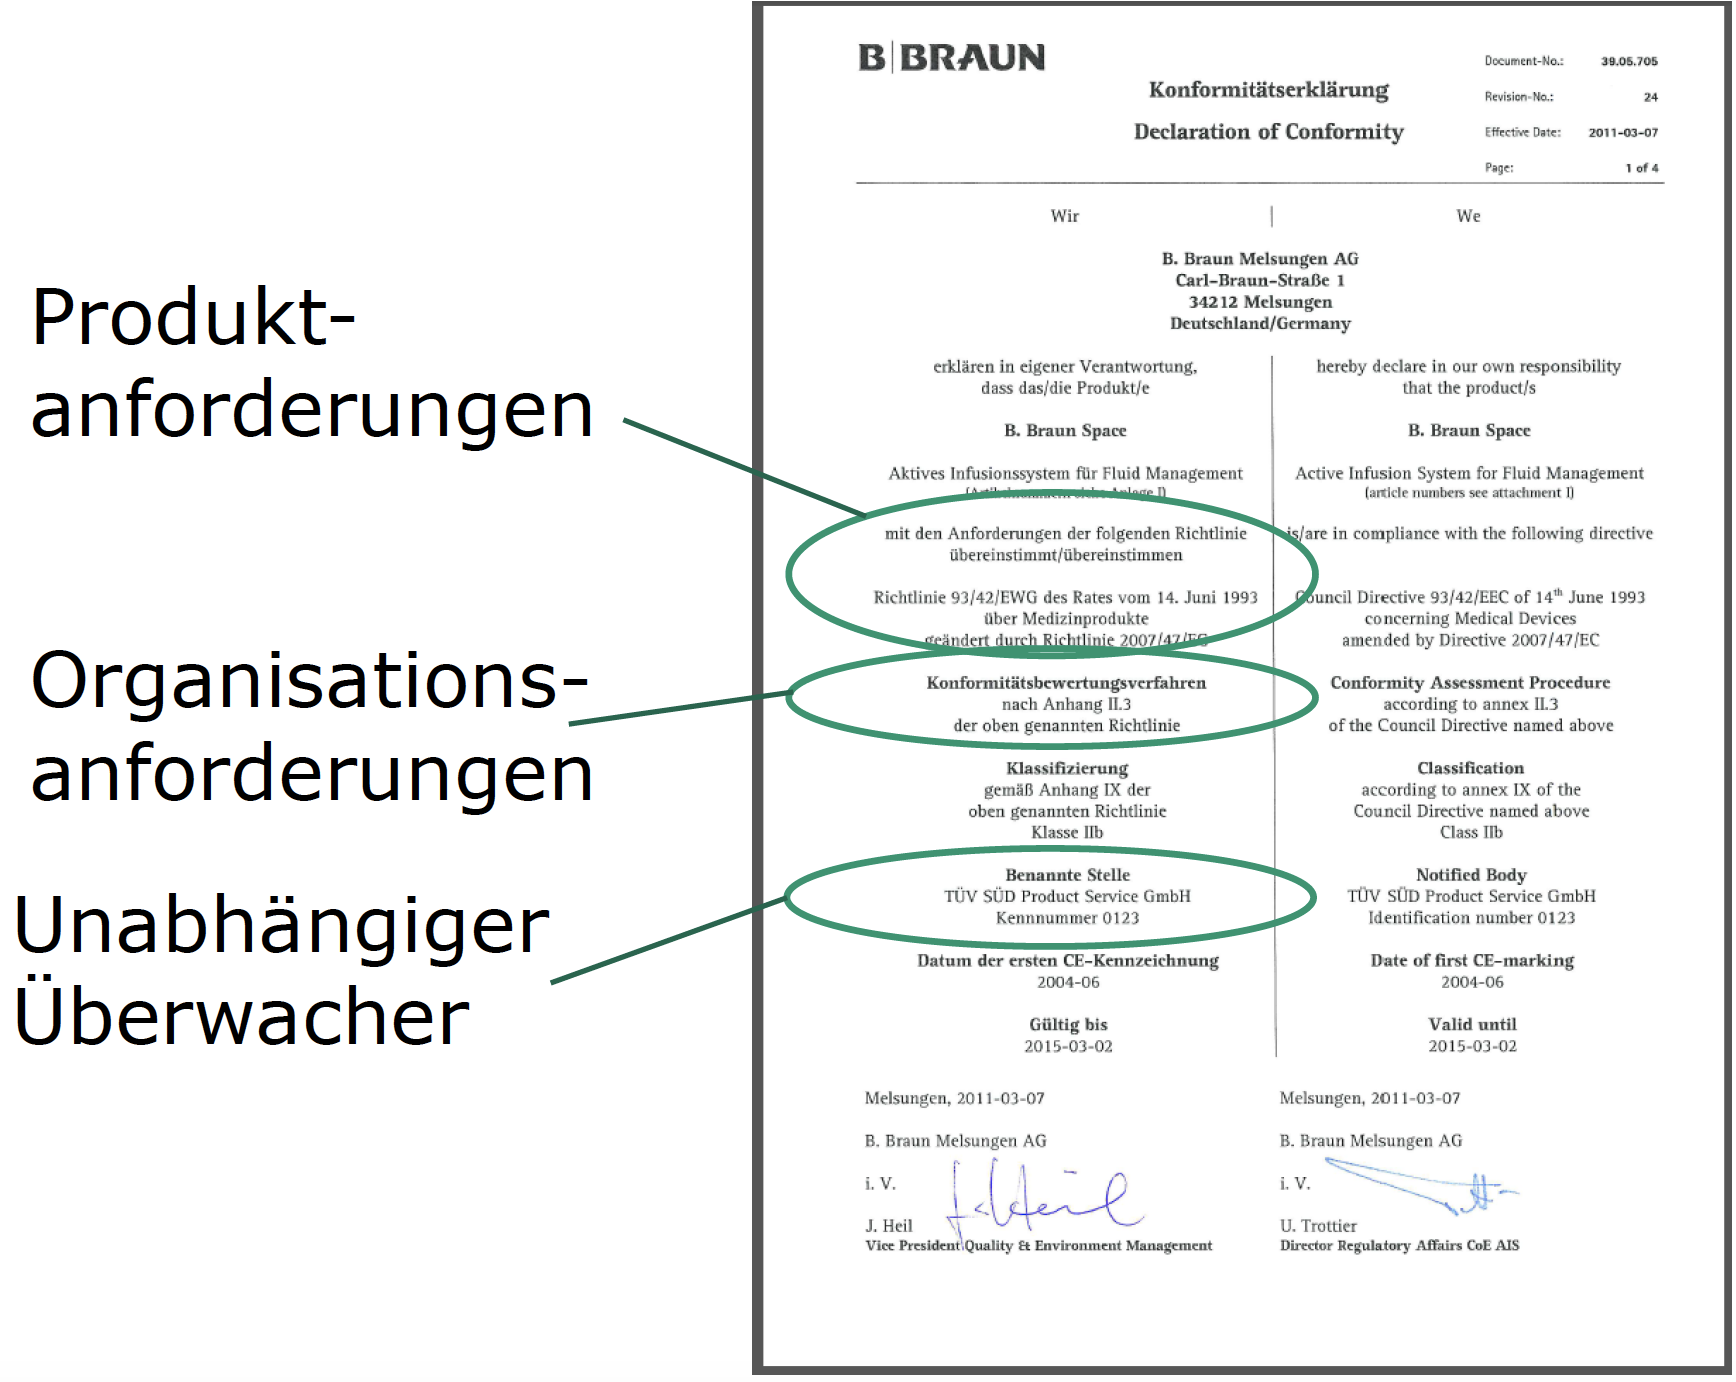 Produkt-
anforderungen
Organisations-
anforderungen
Unabhängiger
Überwacher
B|BRAUN
Konformitätserklärung
Declaration of Conformity
Document-No.: 39.05.705
Revision-No.: 24
Effective Date: 2011-03-07
Page: 1 of 4
Wir
We
B. Braun Melsungen AG
Carl-Braun-Straße 1
34212 Melsungen
Deutschland/Germany
erklären in eigener Verantwortung,
dass das/die Produkt/e
B. Braun Space
Aktives Infusionssystem für Fluid Management
(Artikelnummern siehe Anlage I)
mit den Anforderungen der folgenden Richtlinie
übereinstimmt/übereinstimmen
Richtlinie 93/42/EWG des Rates vom 14. Juni 1993
über Medizinprodukte
geändert durch Richtlinie 2007/47/EG
Konformitätsbewertungsverfahren
nach Anhang II.3
der oben genannten Richtlinie
Klassifizierung
gemäß Anhang IX der
oben genannten Richtlinie
Klasse IIb
Benannte Stelle
TÜV SÜD Product Service GmbH
Kennnummer 0123
Datum der ersten CE-Kennzeichnung
2004-06
Gültig bis
2015-03-02
hereby declare in our own responsibility
that the product/s
B. Braun Space
Active Infusion System for Fluid Management
(article numbers see attachment I)
is/are in compliance with the following directive
Council Directive 93/42/EEC of 14th June 1993
concerning Medical Devices
amended by Directive 2007/47/EC
Conformity Assessment Procedure
according to annex II.3
of the Council Directive named above
Classification
according to annex IX of the
Council Directive named above
Class IIb
Notified Body
TÜV SÜD Product Service GmbH
Identification number 0123
Date of first CE-marking
2004-06
Valid until
2015-03-02
Melsungen, 2011-03-07
B. Braun Melsungen AG
i. V.
J. Heil
Vice President Quality & Environment Management
Melsungen, 2011-03-07
B. Braun Melsungen AG
i. V.
U. Trottier
Director Regulatory Affairs CoE AIS